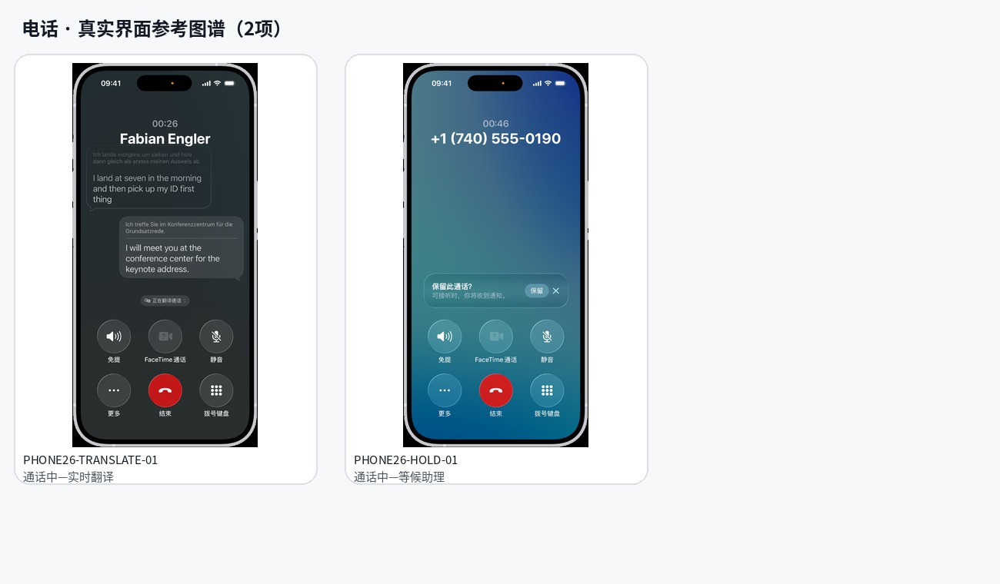 电话 · 真实界面参考图谱（2项）
09:41
00:26
Fabian Engler
Ich lande morgens um sieben und hole
dann gleich als erstes meinen Ausweis ab
I land at seven in the morning
and then pick up my ID first
thing
Ich treffe Sie im Konferenzzentrum für die
Grundsatzrede.
I will meet you at the
conference center for the
keynote address.
正在翻译德语
免提
FaceTime 通话
静音
更多
结束
拨号键盘
PHONE26-TRANSLATE-01
通话中—实时翻译
09:41
00:46
+1 (740) 555-0190
保留此通话？
可接听时，你将收到通知。
保留
免提
FaceTime 通话
静音
更多
结束
拨号键盘
PHONE26-HOLD-01
通话中—等候助理